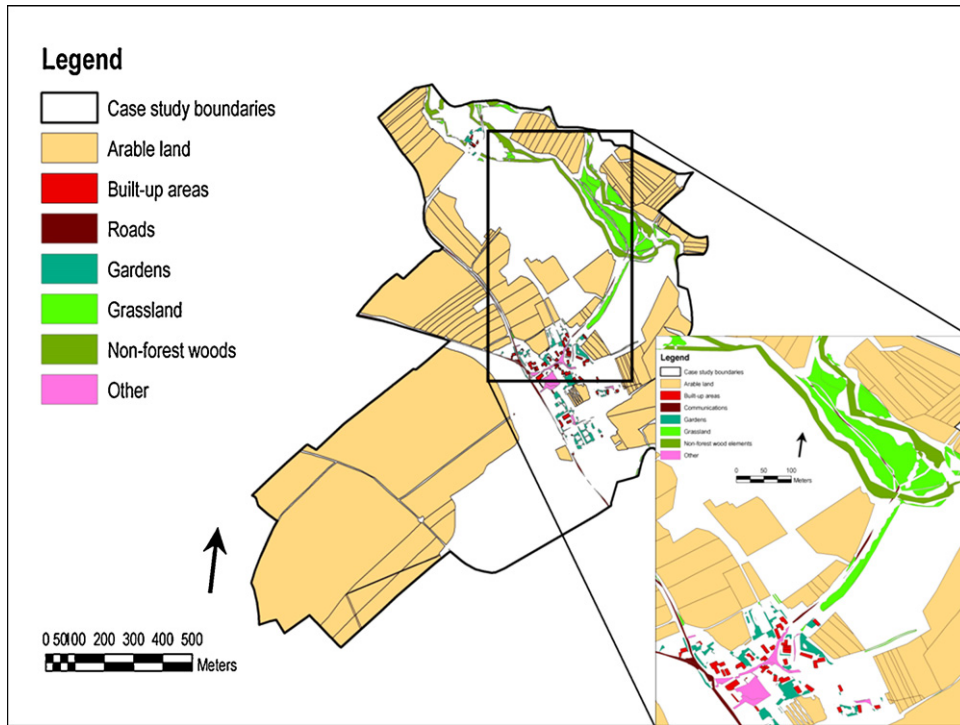 Legend
Case study boundaries
Arable land
Built-up areas
Roads
Gardens
Grassland
Non-forest woods
Other
0 50100 200 300 400 500
Meters
Legend
Case study boundaries
Arable land
Built-up areas
Communications
Gardens
Grassland
Non-forest wood elements
Other
0 50 100
Meters